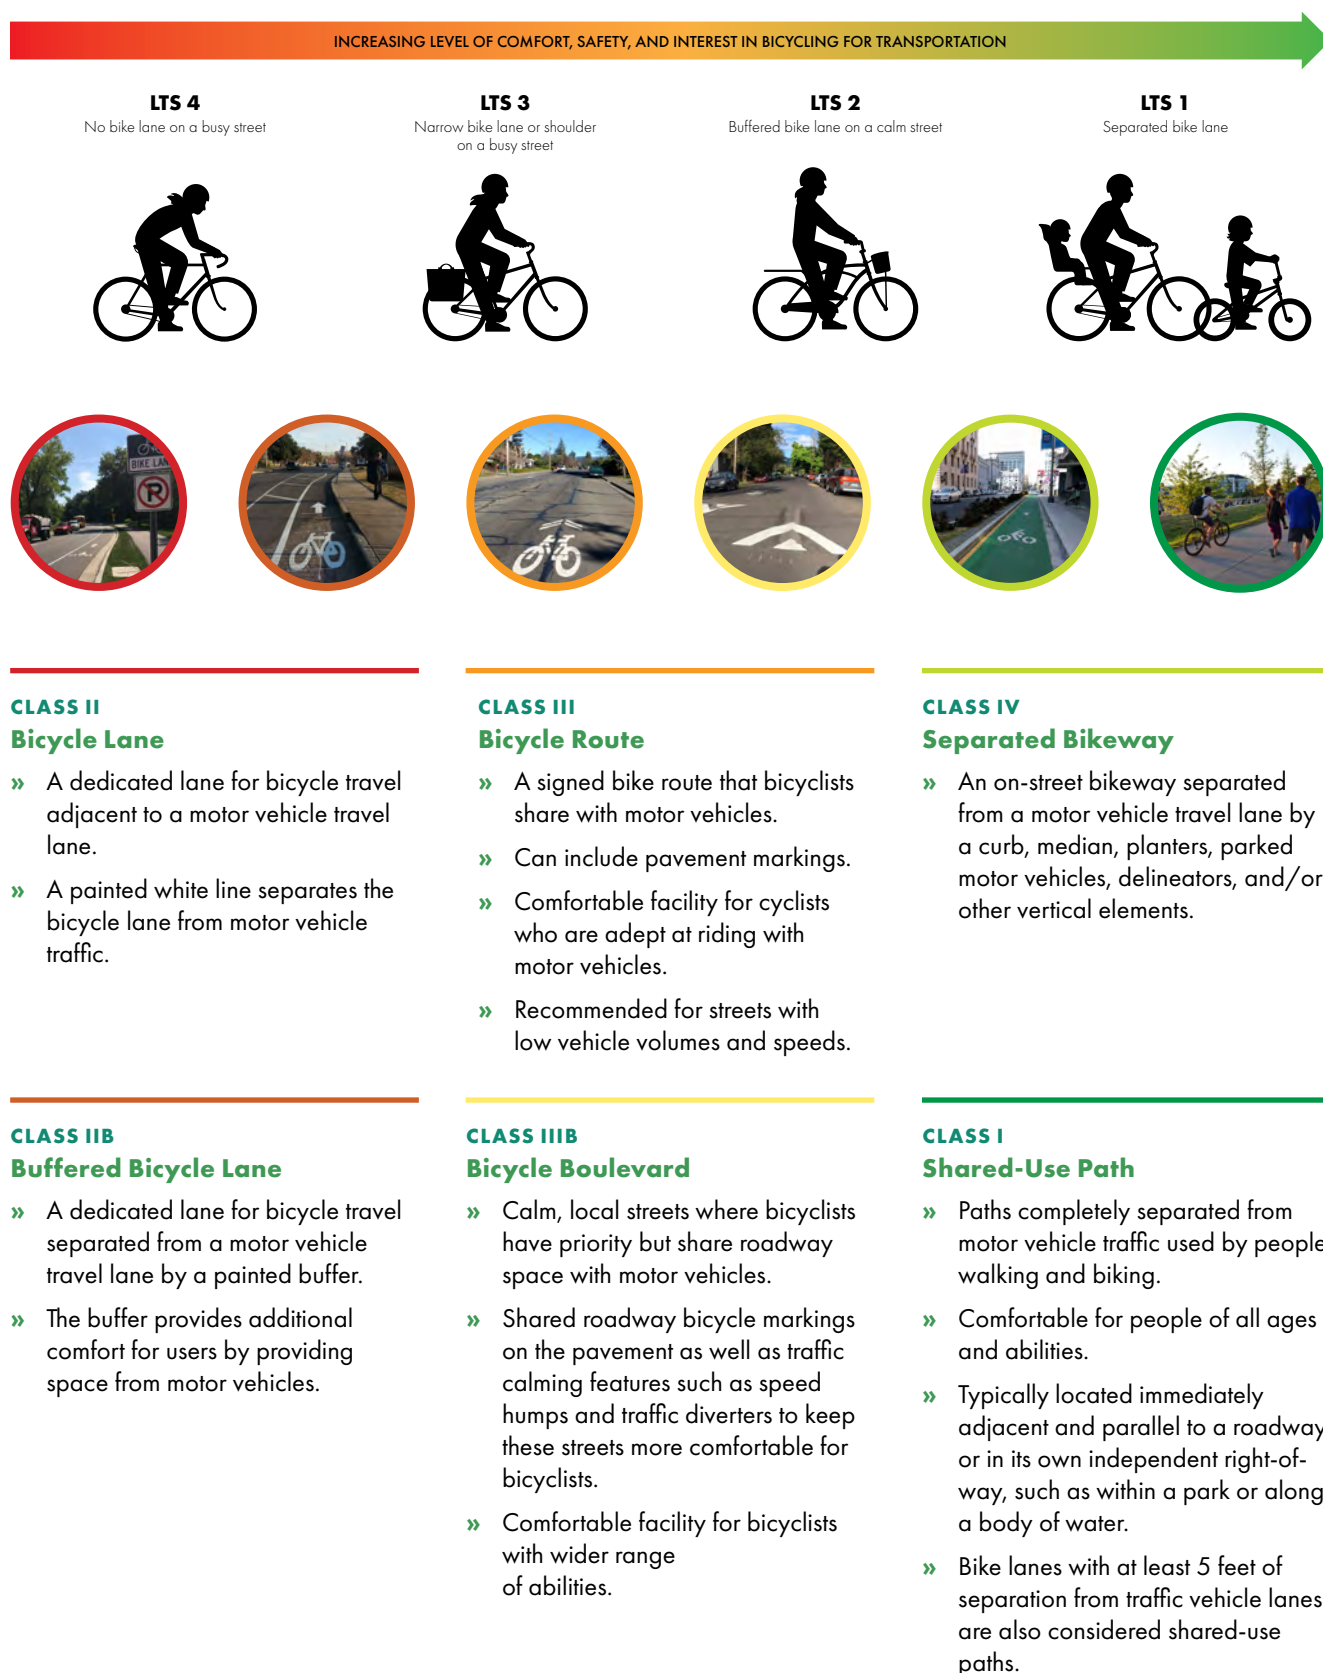 INCREASING LEVEL OF COMFORT, SAFETY, AND INTEREST IN BICYCLING FOR TRANSPORTATION
LTS 4
No bike lane on a busy street
LTS 3
Narrow bike lane or shoulder
on a busy street
LTS 2
Buffered bike lane on a calm street
LTS 1
Separated bike lane
BIKE LAN
P
CLASS II
Bicycle Lane
» A dedicated lane for bicycle travel
adjacent to a motor vehicle travel
lane.
» A painted white line separates the
bicycle lane from motor vehicle
traffic.
CLASS III
Bicycle Route
» A signed bike route that bicyclists
share with motor vehicles.
» Can include pavement markings.
» Comfortable facility for cyclists
who are adept at riding with
motor vehicles.
» Recommended for streets with
low vehicle volumes and speeds.
CLASS IV
Separated Bikeway
» An on-street bikeway separated
from a motor vehicle travel lane by
a curb, median, planters, parked
motor vehicles, delineators, and/or
other vertical elements.
CLASS IIB
Buffered Bicycle Lane
» A dedicated lane for bicycle travel
separated from a motor vehicle
travel lane by a painted buffer.
» The buffer provides additional
comfort for users by providing
space from motor vehicles.
CLASS IIIB
Bicycle Boulevard
» Calm, local streets where bicyclists
have priority but share roadway
space with motor vehicles.
» Shared roadway bicycle markings
on the pavement as well as traffic
calming features such as speed
humps and traffic diverters to keep
these streets more comfortable for
bicyclists.
» Comfortable facility for bicyclists
with wider range
of abilities.
CLASS I
Shared-Use Path
» Paths completely separated from
motor vehicle traffic used by people
walking and biking.
» Comfortable for people of all ages
and abilities.
» Typically located immediately
adjacent and parallel to a roadway
or in its own independent right-of-
way, such as within a park or along
a body of water.
» Bike lanes with at least 5 feet of
separation from traffic vehicle lanes
are also considered shared-use
paths.